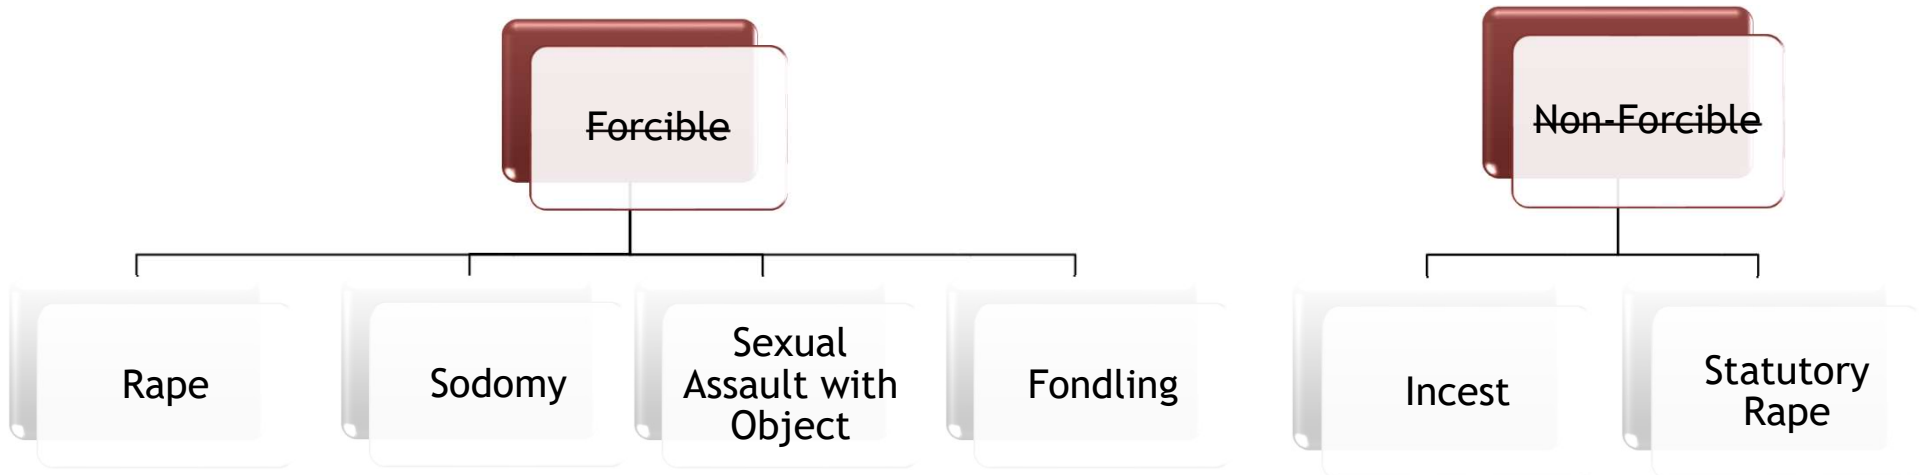 Forcible
Non-Forcible
Rape
Sodomy
Sexual
Assault with
Object
Fondling
Incest
Statutory
Rape